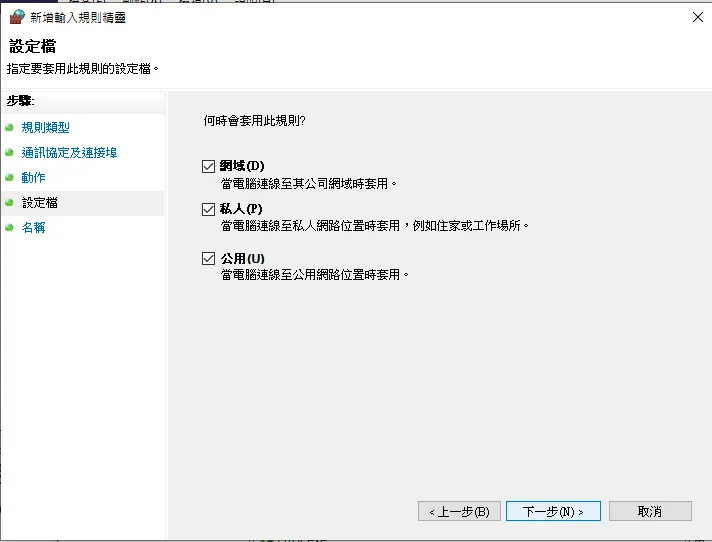 新增輸入規則精靈
設定檔
指定要套用此規則的設定檔。
步驟:
規則類型
通訊協定及連接埠
動作
設定檔
名稱
何時會套用此規則?
網域(D)
當電腦連線至其公司網域時套用。
私人(P)
當電腦連線至私人網路位置時套用,例如住家或工作場所。
公用(U)
當電腦連線至公用網路位置時套用。
< 上一步(B)
下一步(N) >
取消